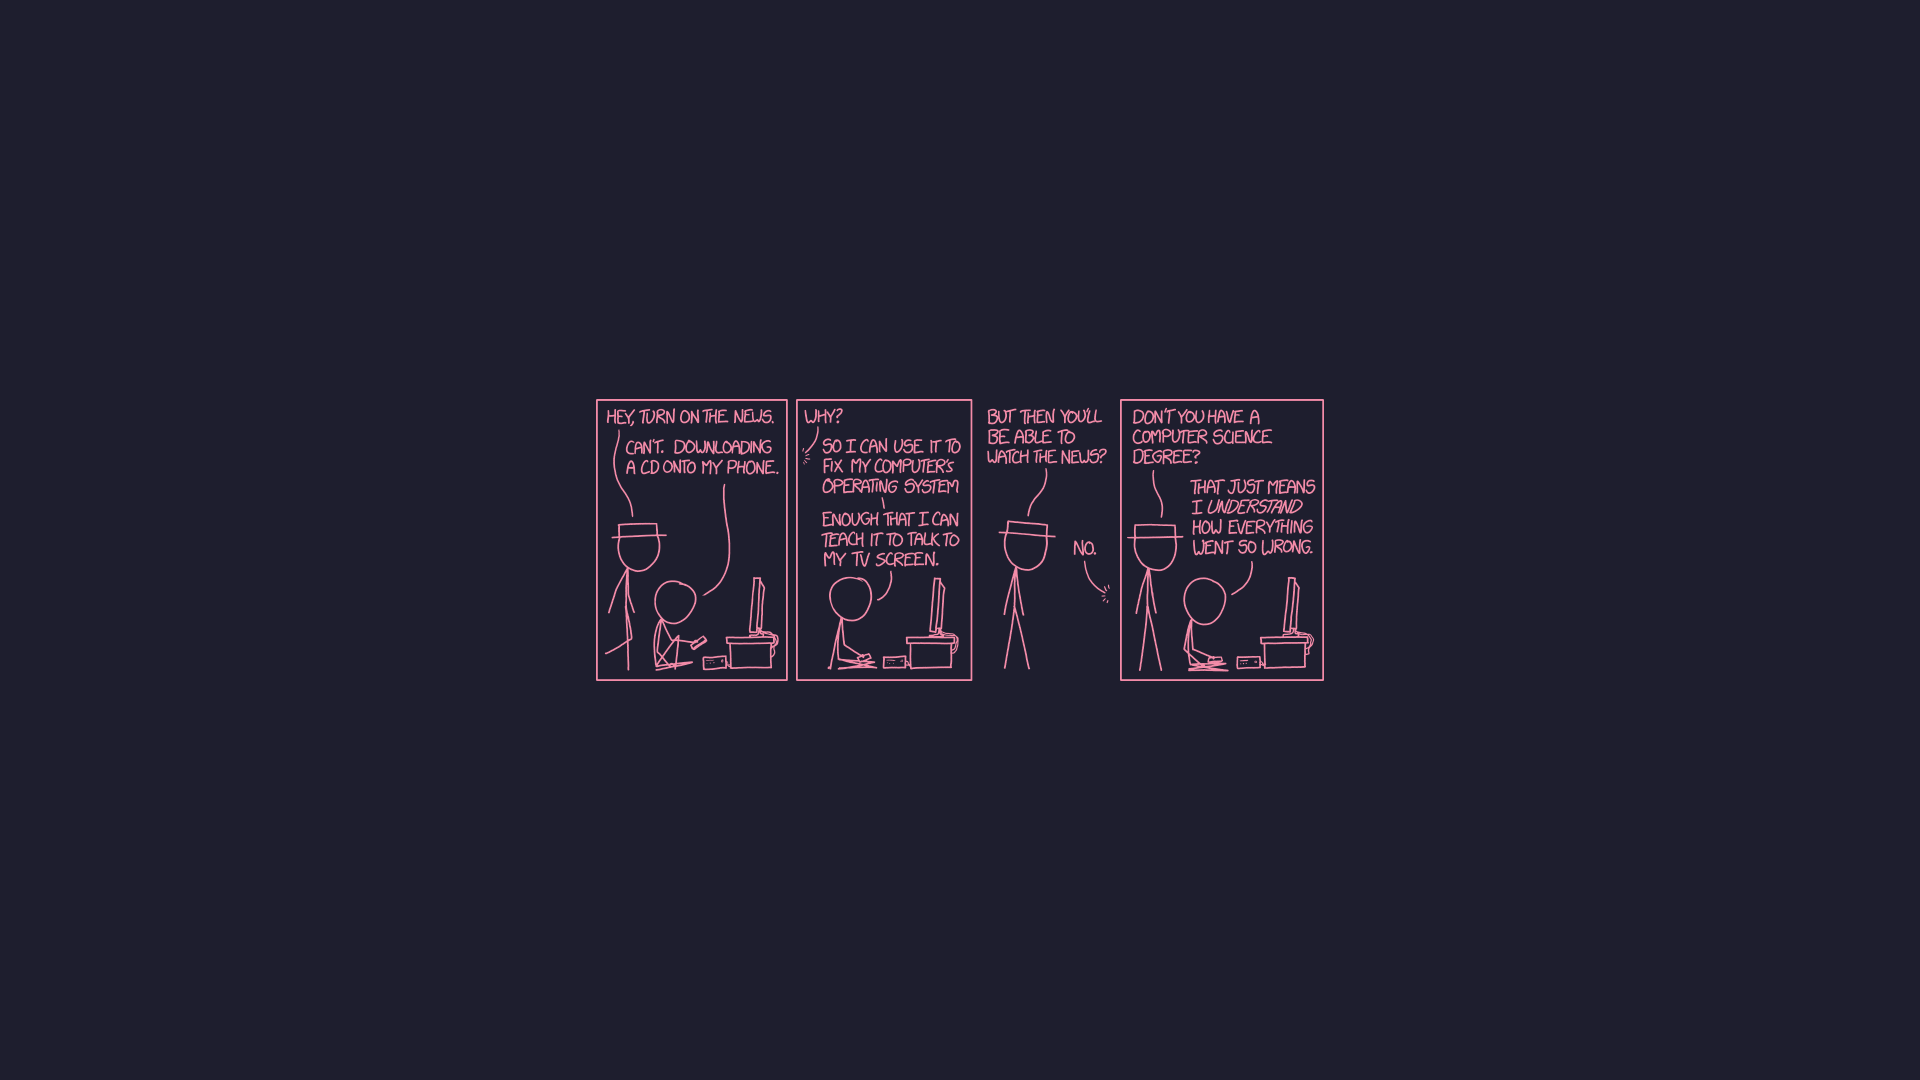 HEY, TURN ON THE NEWS.
CAN'T. DOWNLOADING
A CD ONTO MY PHONE.
WHY?
SO I CAN USE IT TO
FIX MY COMPUTER'S
OPERATING SYSTEM
ENOUGH THAT I CAN
TEACH IT TO TALK TO
MY TV SCREEN.
BUT THEN YOU'LL
BE ABLE TO
WATCH THE NEWS?
NO.
DON'T YOU HAVE A
COMPUTER SCIENCE
DEGREE?
THAT JUST MEANS
I UNDERSTAND
HOW EVERYTHING
WENT SO WRONG.